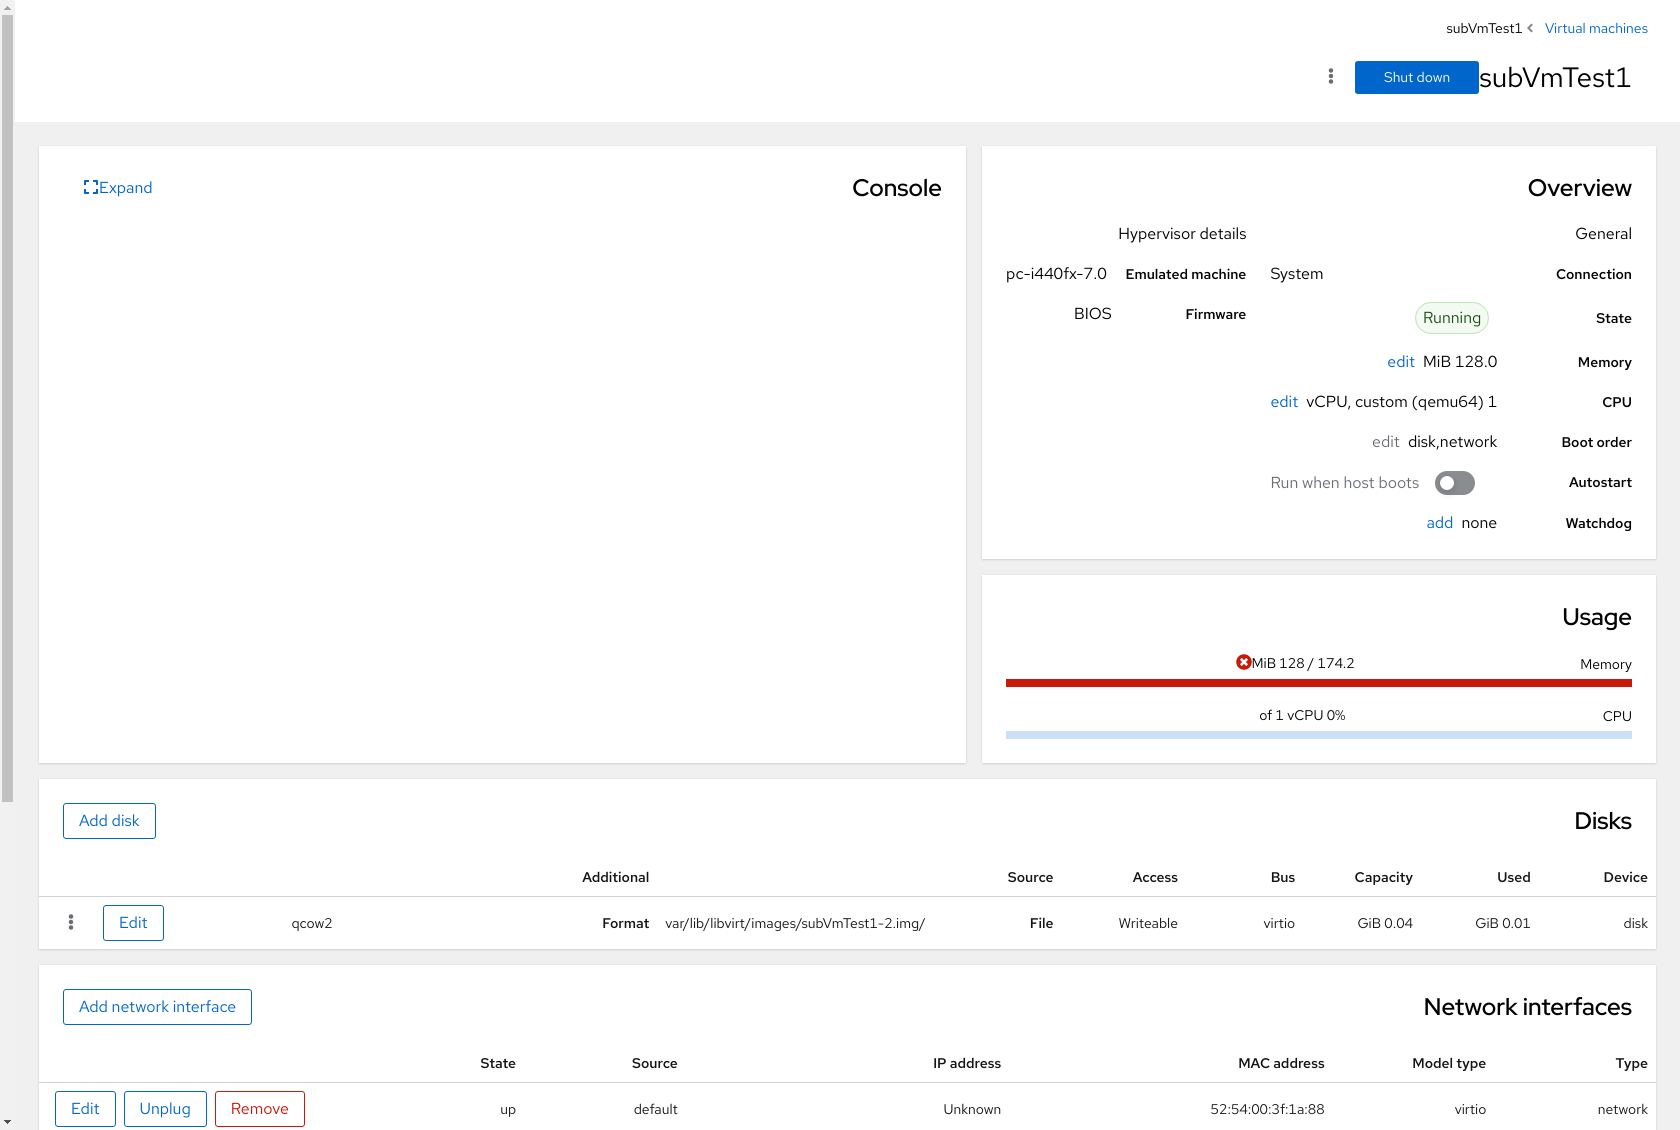 Virtual machines
subVmTest1
subVmTest1
Shut down
Overview
General
Connection System
State Running
Memory MiB 128.0 edit
CPU vCPU, custom (qemu64) 1 edit
Boot order disk,network edit
Autostart Run when host boots
Watchdog none add
Hypervisor details
Emulated machine pc-i440fx-7.0
Firmware BIOS
Console
Expand
Usage
Memory MiB 128 / 174.2
CPU of 1 vCPU 0%
Disks
Add disk
Device Used Capacity Bus Access Source Additional
disk GiB 0.01 GiB 0.04 virtio Writeable File var/lib/libvirt/images/subVmTest1-2.img/ Format qcow2 Edit
Network interfaces
Add network interface
Type Model type MAC address IP address Source State
network virtio 52:54:00:3f:1a:88 Unknown default up Remove Unplug Edit